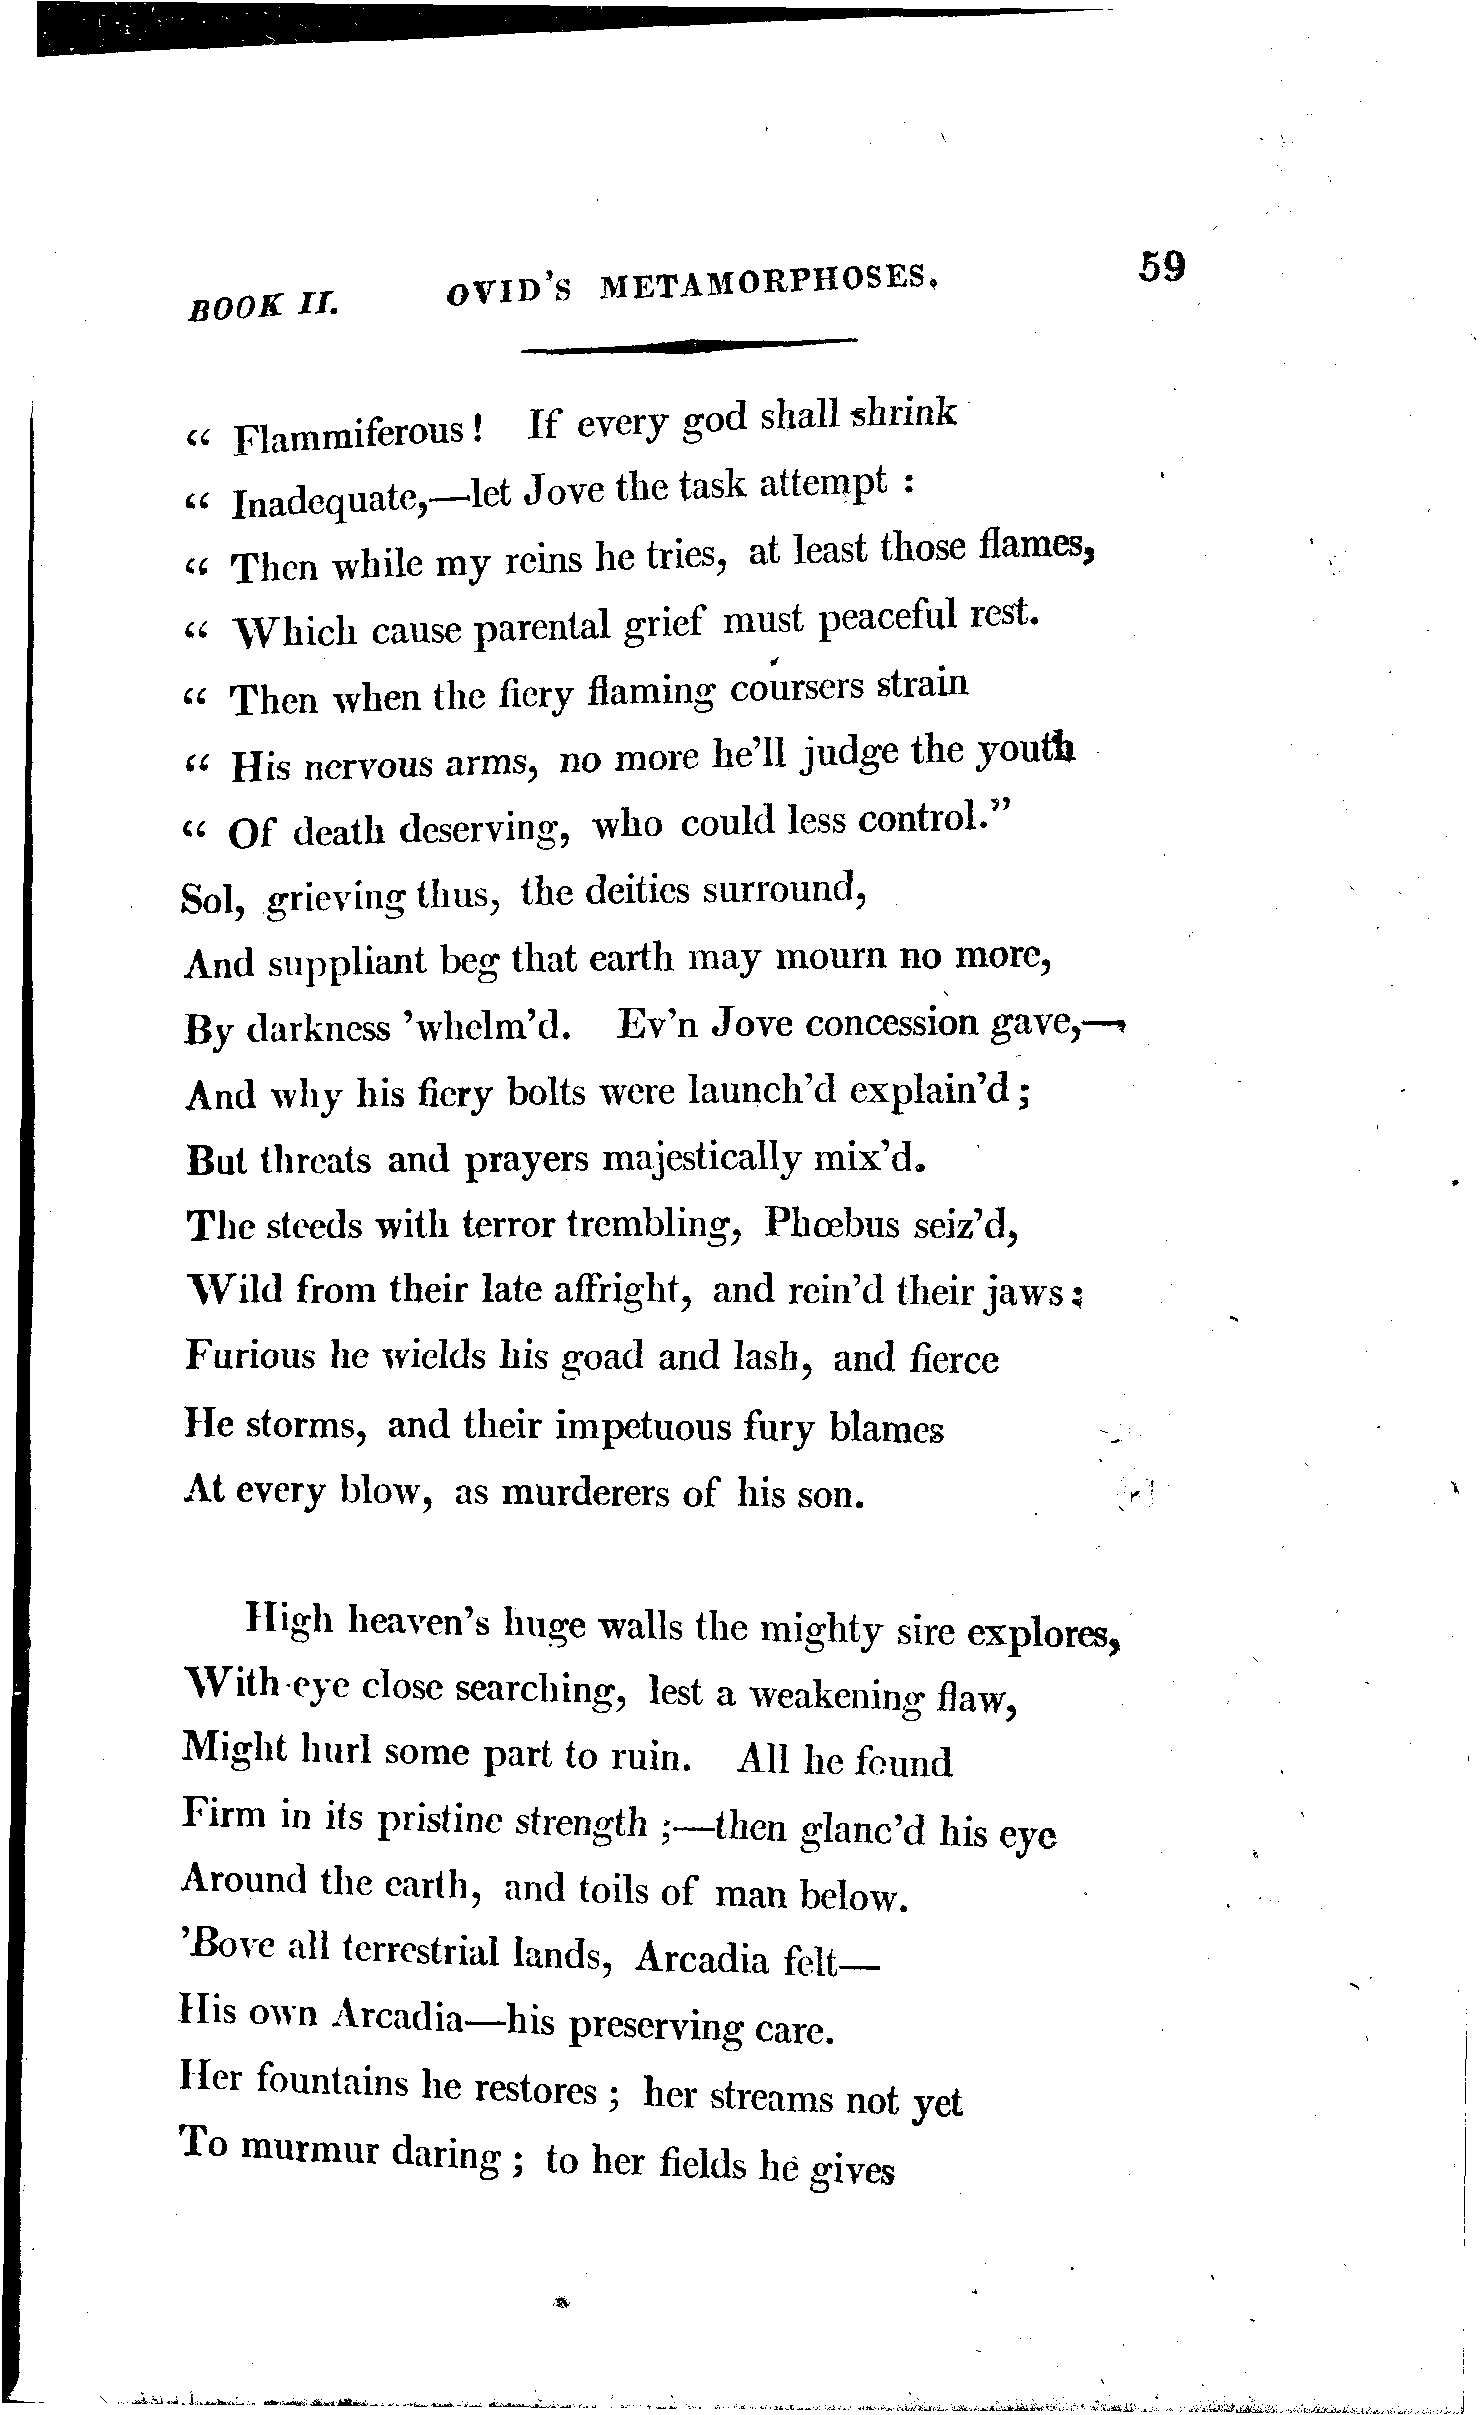 BOOK II. OVID'S METAMORPHOSES. 59
“ Flammiferous! If every god shall shrink
“ Inadequate,—let Jove the task attempt :
“ Then while my reins he tries, at least those flames,
“ Which cause parental grief must peaceful rest.
“ Then when the fiery flaming coursers strain
“ His nervous arms, no more he'll judge the youth
“ Of death deserving, who could less control.”
Sol, grieving thus, the deities surround,
And suppliant beg that earth may mourn no more,
By darkness 'whelm'd. Ev'n Jove concession gave,—
And why his fiery bolts were launch'd explain'd ;
But threats and prayers majestically mix'd.
The steeds with terror trembling, Phœbus seiz'd,
Wild from their late affright, and rein'd their jaws ;
Furious he wields his goad and lash, and fierce
He storms, and their impetuous fury blames
At every blow, as murderers of his son.
High heaven's huge walls the mighty sire explores,
With eye close searching, lest a weakening flaw,
Might hurl some part to ruin. All he found
Firm in its pristine strength ;—then glanc'd his eye
Around the earth, and toils of man below.
'Bove all terrestrial lands, Arcadia felt—
His own Arcadia—his preserving care.
Her fountains he restores ; her streams not yet
To murmur daring ; to her fields he gives